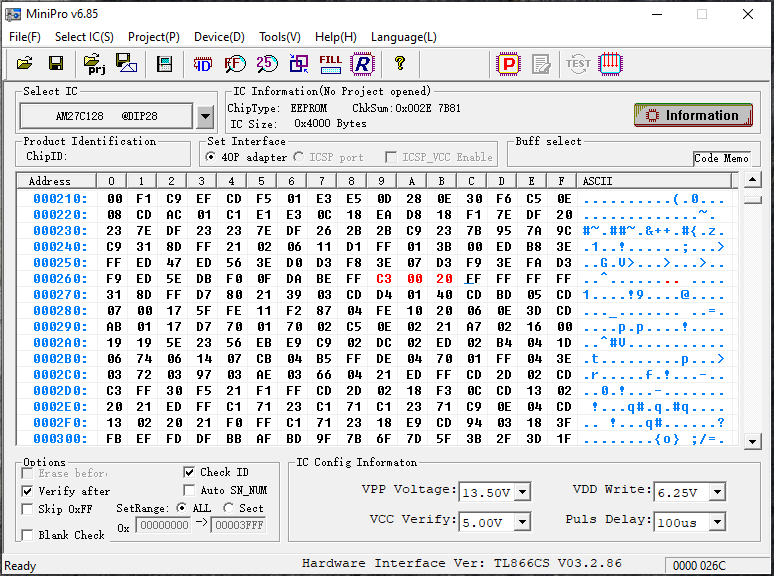 MiniPro v6.85
File(F) Select IC(S) Project(P) Device(D) Tools(V) Help(H) Language(L)
prj ID FF 25 FILL R ? P TEST
Select IC
AM27C128 @DIP28
IC Information(No Project opened)
ChipType: EEPROM ChkSum:0x002E 7B81
IC Size: 0x4000 Bytes
Information
Product Identification
ChipID:
Set Interface
40P adapter ICSP port ICSP_VCC Enable
Buff select
Code Memo
Address 0 1 2 3 4 5 6 7 8 9 A B C D E F ASCII
000210: 00 F1 C9 EF CD F5 01 E3 E5 0D 28 0E 30 F6 C5 0E ..........(.0...
000220: 08 CD AC 01 C1 E1 E3 0C 18 EA D8 18 F1 7E DF 20 .............~.
000230: 23 7E DF 23 23 7E DF 26 2B 2B C9 23 7B 95 7A 9C #~.##~.&++.#{.z.
000240: C9 31 8D FF 21 02 06 11 D1 FF 01 3B 00 ED B8 3E .1..!......;...>
000250: FF ED 47 ED 56 3E D0 D3 F8 3E 07 D3 F9 3E FA D3 ..G.V>...>...>..
000260: F9 ED 5E DB F0 0F DA BE FF C3 00 20 FF FF FF FF ..^........ ....
000270: 31 8D FF D7 80 21 39 03 CD D4 01 40 CD BD 05 CD 1....!9....@....
000280: 07 00 17 5F FE 11 F2 87 04 FE 10 20 06 0E 3D CD ..._....... ..=.
000290: AB 01 17 D7 70 01 70 02 C5 0E 02 21 A7 02 16 00 ....p.p....!....
0002A0: 19 19 5E 23 56 EB E9 C9 02 DC 02 ED 02 B4 04 1D ..^#V...........
0002B0: 06 74 06 14 07 CB 04 B5 FF DE 04 70 01 FF 04 3E .t.........p...>
0002C0: 03 72 03 97 03 AE 03 66 04 21 ED FF CD 2D 02 CD .r.....f.!...-..
0002D0: C3 FF 30 F5 21 F1 FF CD 2D 02 18 F3 0C CD 13 02 ..0.!...-.......
0002E0: 20 21 ED FF C1 71 23 C1 71 C1 23 71 C9 0E 04 CD !...q#.q.#q....
0002F0: 13 02 20 21 F0 FF C1 71 23 18 E9 CD 94 03 18 3F .. !...q#......?
000300: FB EF FD DF BB AF BD 9F 7B 6F 7D 5F 3B 2F 3D 1F ........{o}_;/=.
Options
Erase before
Check ID
Verify after
Auto SN_NUM
Skip 0xFF
SetRange: ALL Sect
Blank Check
0x 00000000 -> 00003FFF
IC Config Informaton
VPP Voltage: 13.50V VDD Write: 6.25V
VCC Verify: 5.00V Puls Delay: 100us
Ready
Hardware Interface Ver: TL866CS V03.2.86
0000 026C